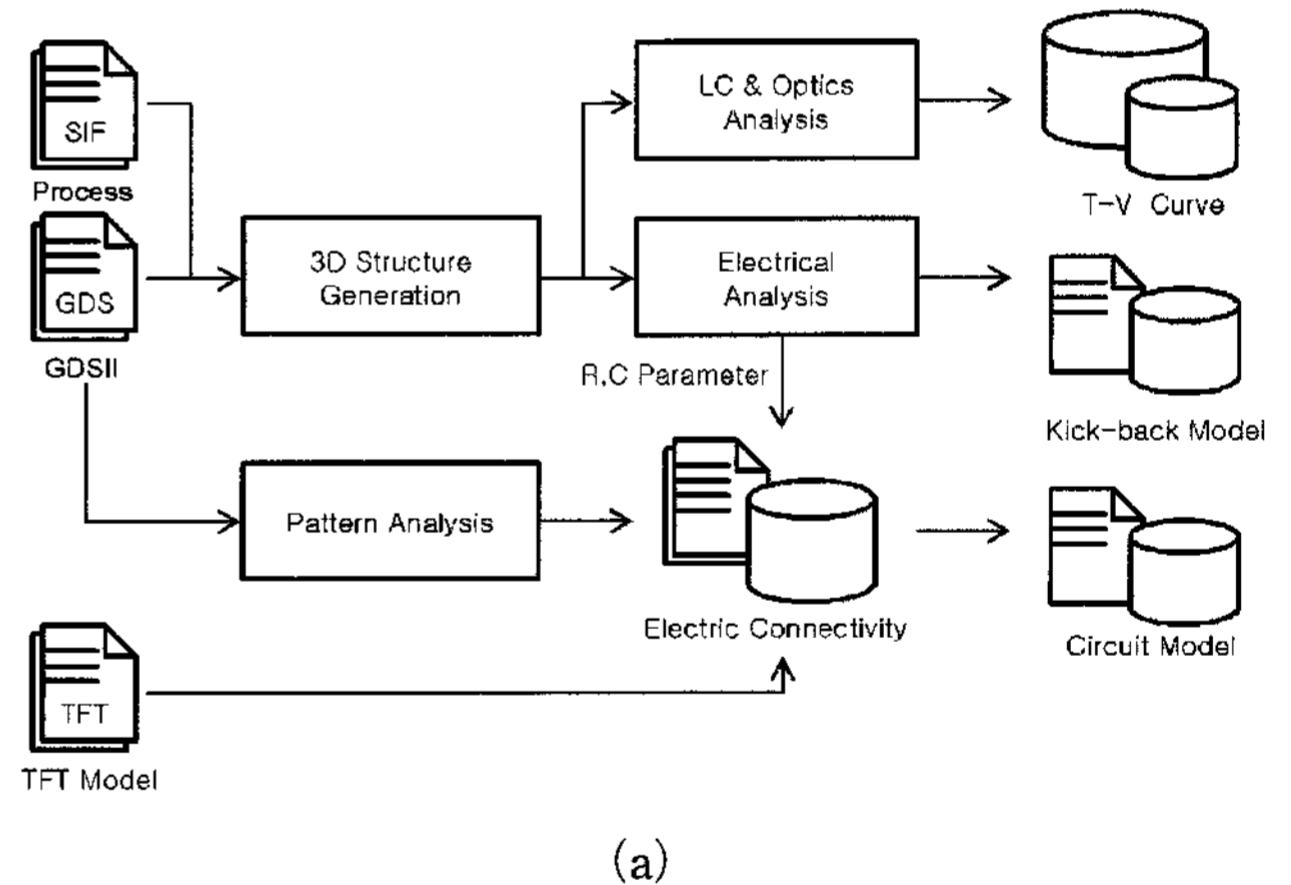 SIF
Process
GDS
GDSII
3D Structure
Generation
LC & Optics
Analysis
T-V Curve
Electrical
Analysis
R.C Parameter
Kick-back Model
Pattern Analysis
Electric Connectivity
Circuit Model
TFT
TFT Model
(a)